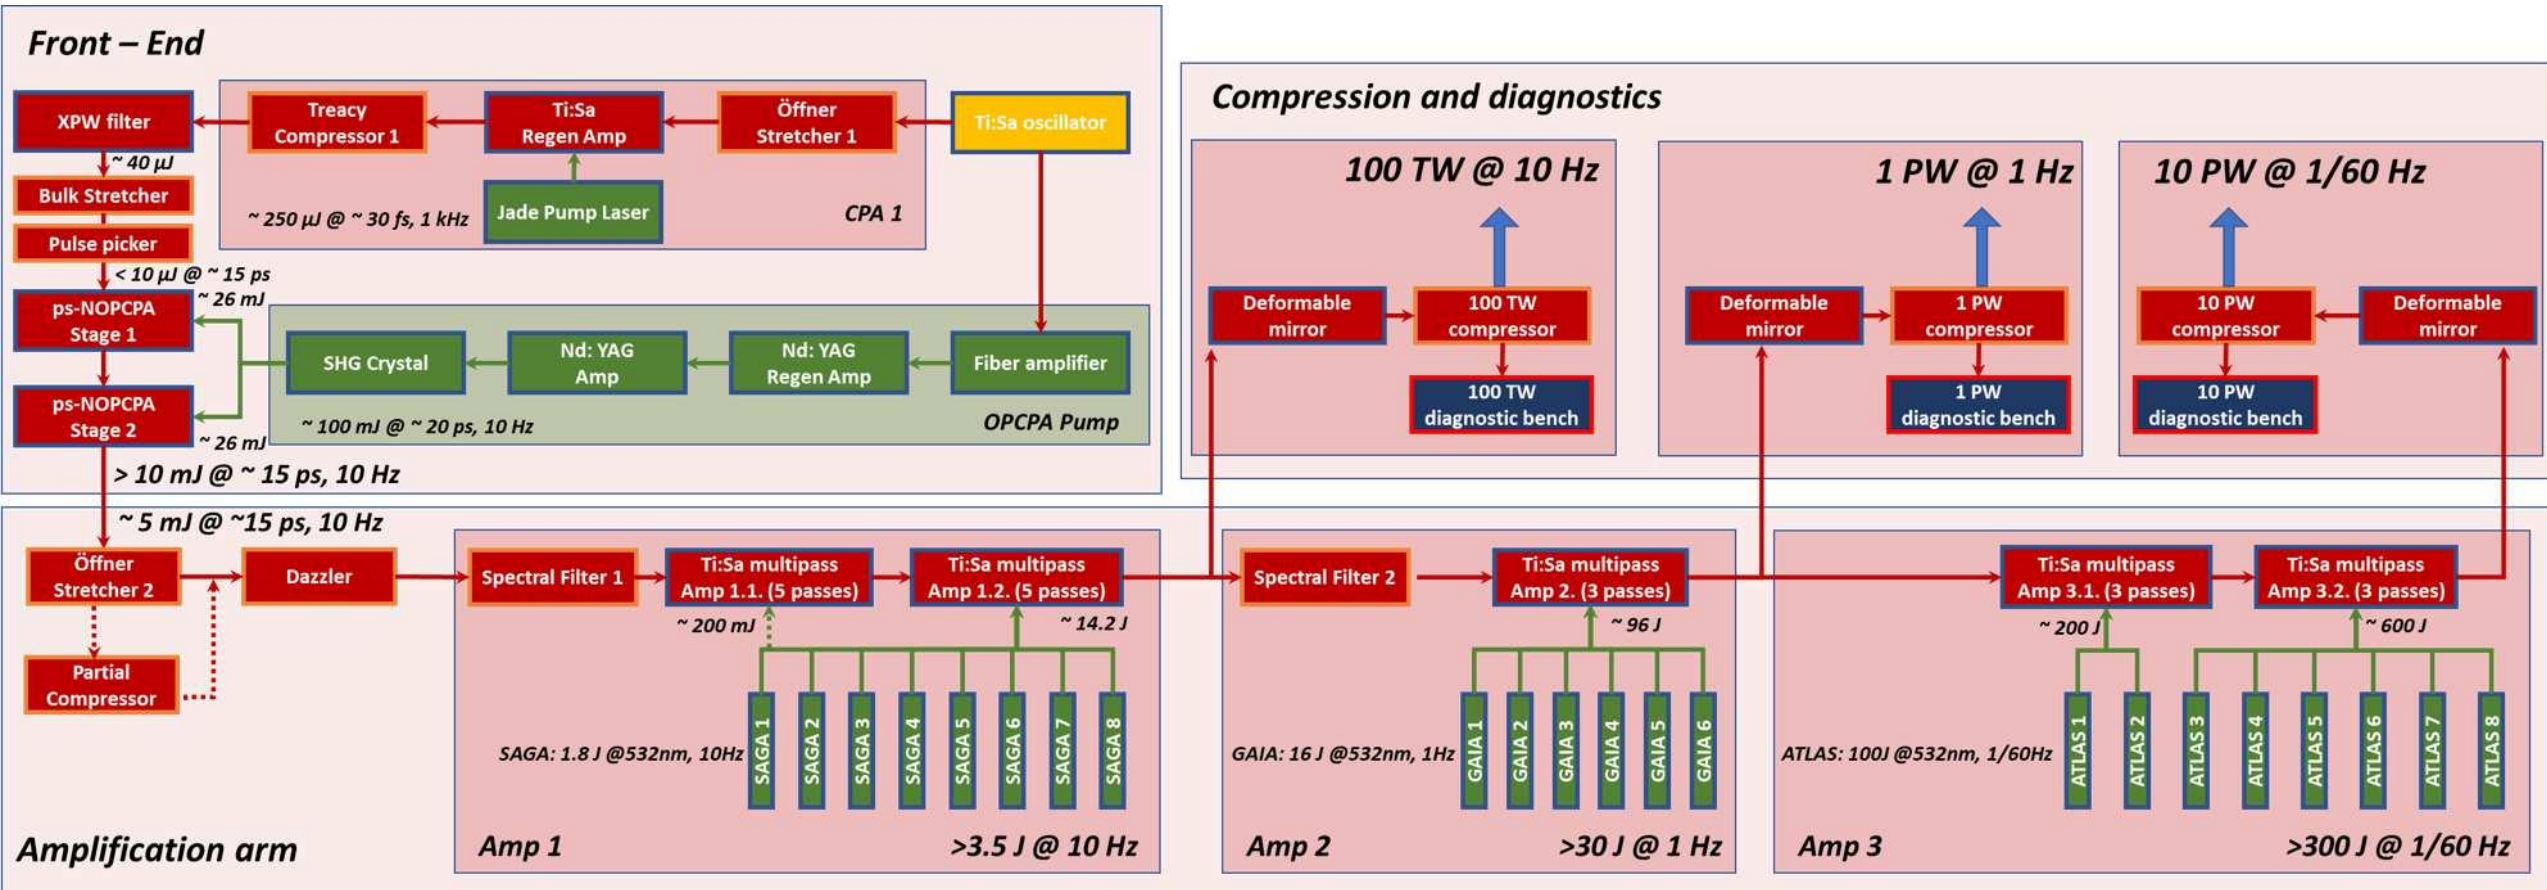 Front – End
XPW filter
Treacy
Compressor 1
Ti:Sa
Regen Amp
Öffner
Stretcher 1
Ti:Sa oscillator
~ 40 µJ
Bulk Stretcher
Pulse picker
Jade Pump Laser
~ 250 µJ @ ~ 30 fs, 1 kHz
CPA 1
< 10 µJ @ ~ 15 ps
~ 26 mJ
ps-NOPCPA
Stage 1
ps-NOPCPA
Stage 2
SHG Crystal
Nd: YAG
Amp
Nd: YAG
Regen Amp
Fiber amplifier
~ 100 mJ @ ~ 20 ps, 10 Hz
OPCPA Pump
~ 26 mJ
> 10 mJ @ ~ 15 ps, 10 Hz
Compression and diagnostics
100 TW @ 10 Hz
Deformable
mirror
100 TW
compressor
100 TW
diagnostic bench
1 PW @ 1 Hz
Deformable
mirror
1 PW
compressor
1 PW
diagnostic bench
10 PW @ 1/60 Hz
10 PW
compressor
Deformable
mirror
10 PW
diagnostic bench
~ 5 mJ @ ~15 ps, 10 Hz
Öffner
Stretcher 2
Dazzler
Partial
Compressor
Spectral Filter 1
Ti:Sa multipass
Amp 1.1. (5 passes)
Ti:Sa multipass
Amp 1.2. (5 passes)
~ 200 mJ
~ 14.2 J
SAGA: 1.8 J @532nm, 10Hz
SAGA 1
SAGA 2
SAGA 3
SAGA 4
SAGA 5
SAGA 6
SAGA 7
SAGA 8
Amp 1
>3.5 J @ 10 Hz
Spectral Filter 2
Ti:Sa multipass
Amp 2. (3 passes)
~ 96 J
GAIA: 16 J @532nm, 1Hz
GAIA 1
GAIA 2
GAIA 3
GAIA 4
GAIA 5
GAIA 6
Amp 2
>30 J @ 1 Hz
Ti:Sa multipass
Amp 3.1. (3 passes)
Ti:Sa multipass
Amp 3.2. (3 passes)
~ 200 J
~ 600 J
ATLAS: 100J @532nm, 1/60Hz
ATLAS 1
ATLAS 2
ATLAS 3
ATLAS 4
ATLAS 5
ATLAS 6
ATLAS 7
ATLAS 8
Amp 3
>300 J @ 1/60 Hz
Amplification arm